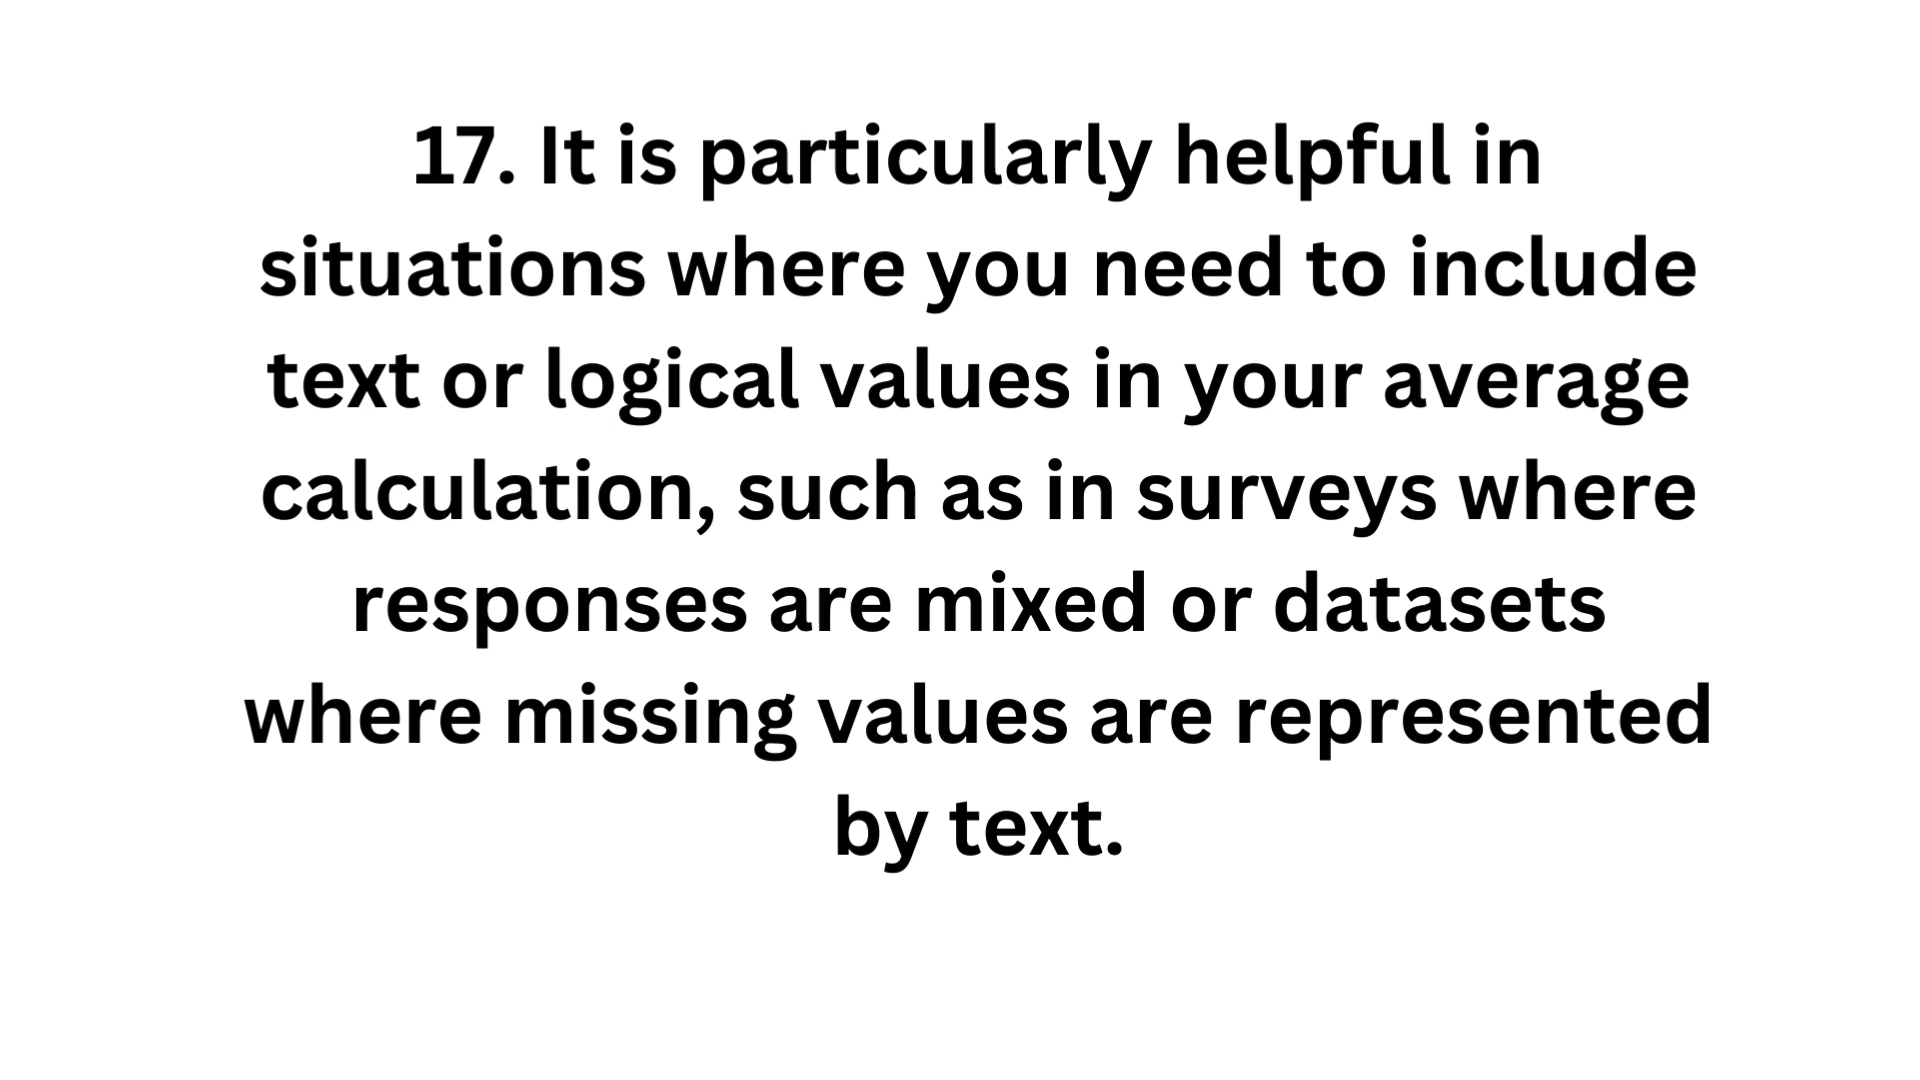 17. It is particularly helpful in
situations where you need to include
text or logical values in your average
calculation, such as in surveys where
responses are mixed or datasets
where missing values are represented
by text.